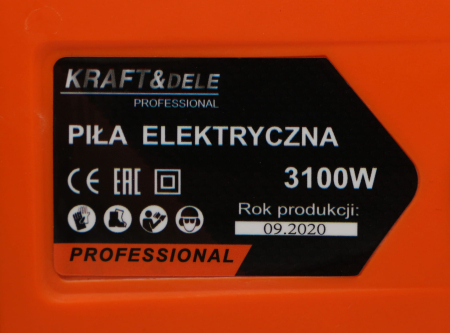 KRAFT&DELE
PROFESSIONAL
PIŁA ELEKTRYCZNA
CE EAC 3100W
Rok produkcji:
09.2020
PROFESSIONAL